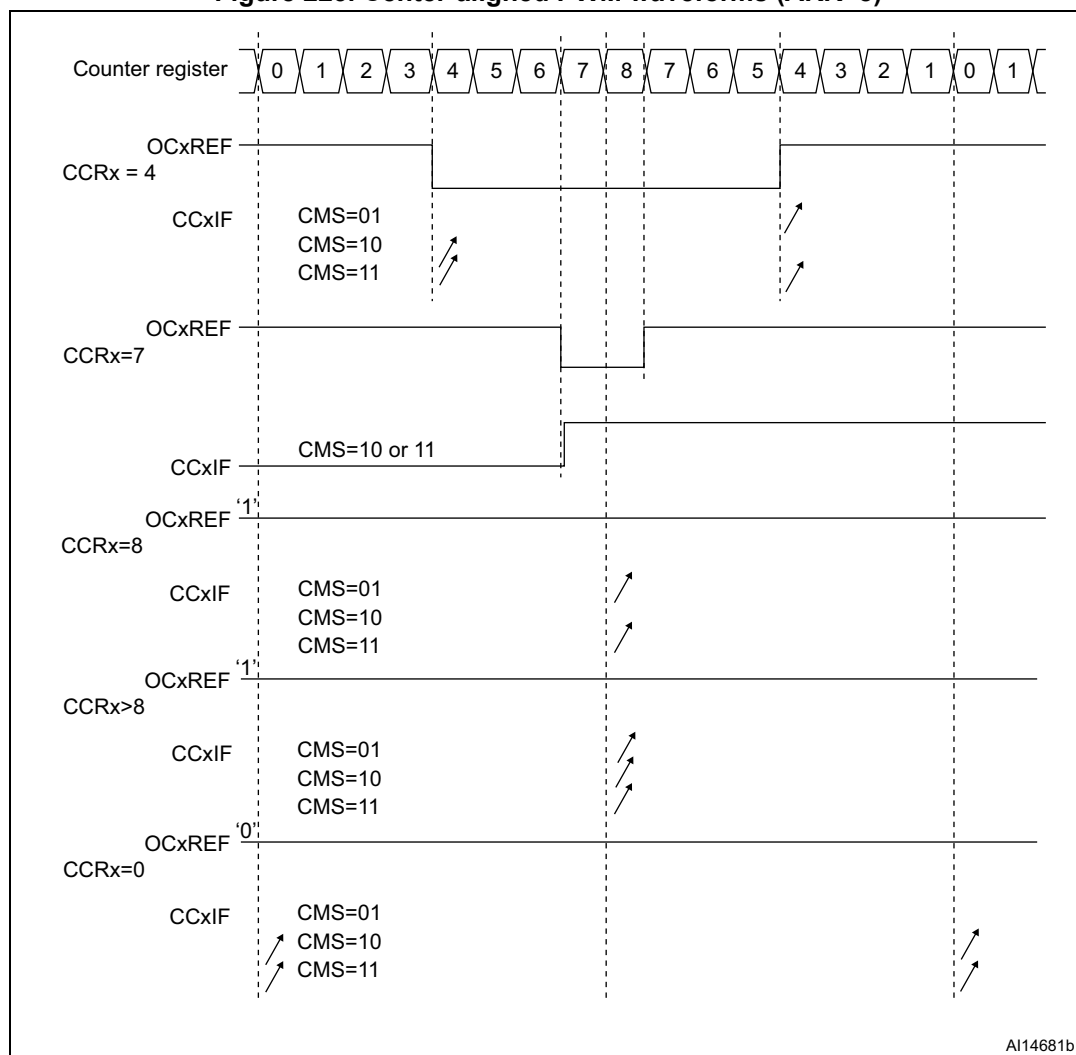 Counter register 0 1 2 3 4 5 6 7 8 7 6 5 4 3 2 1 0 1
OCxREF
CCRx = 4
CCxIF
CMS=01
CMS=10
CMS=11
OCxREF
CCRx=7
CMS=10 or 11
CCxIF
OCxREF '1'
CCRx=8
CCxIF
CMS=01
CMS=10
CMS=11
OCxREF '1'
CCRx>8
CCxIF
CMS=01
CMS=10
CMS=11
OCxREF '0'
CCRx=0
CCxIF
CMS=01
CMS=10
CMS=11
AI14681b